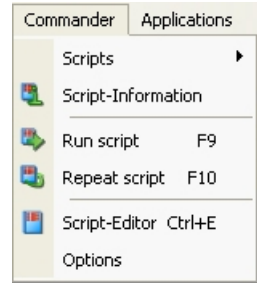 Commander Applications
Scripts
Script-Information
Run script F9
Repeat script F10
Script-Editor Ctrl+E
Options